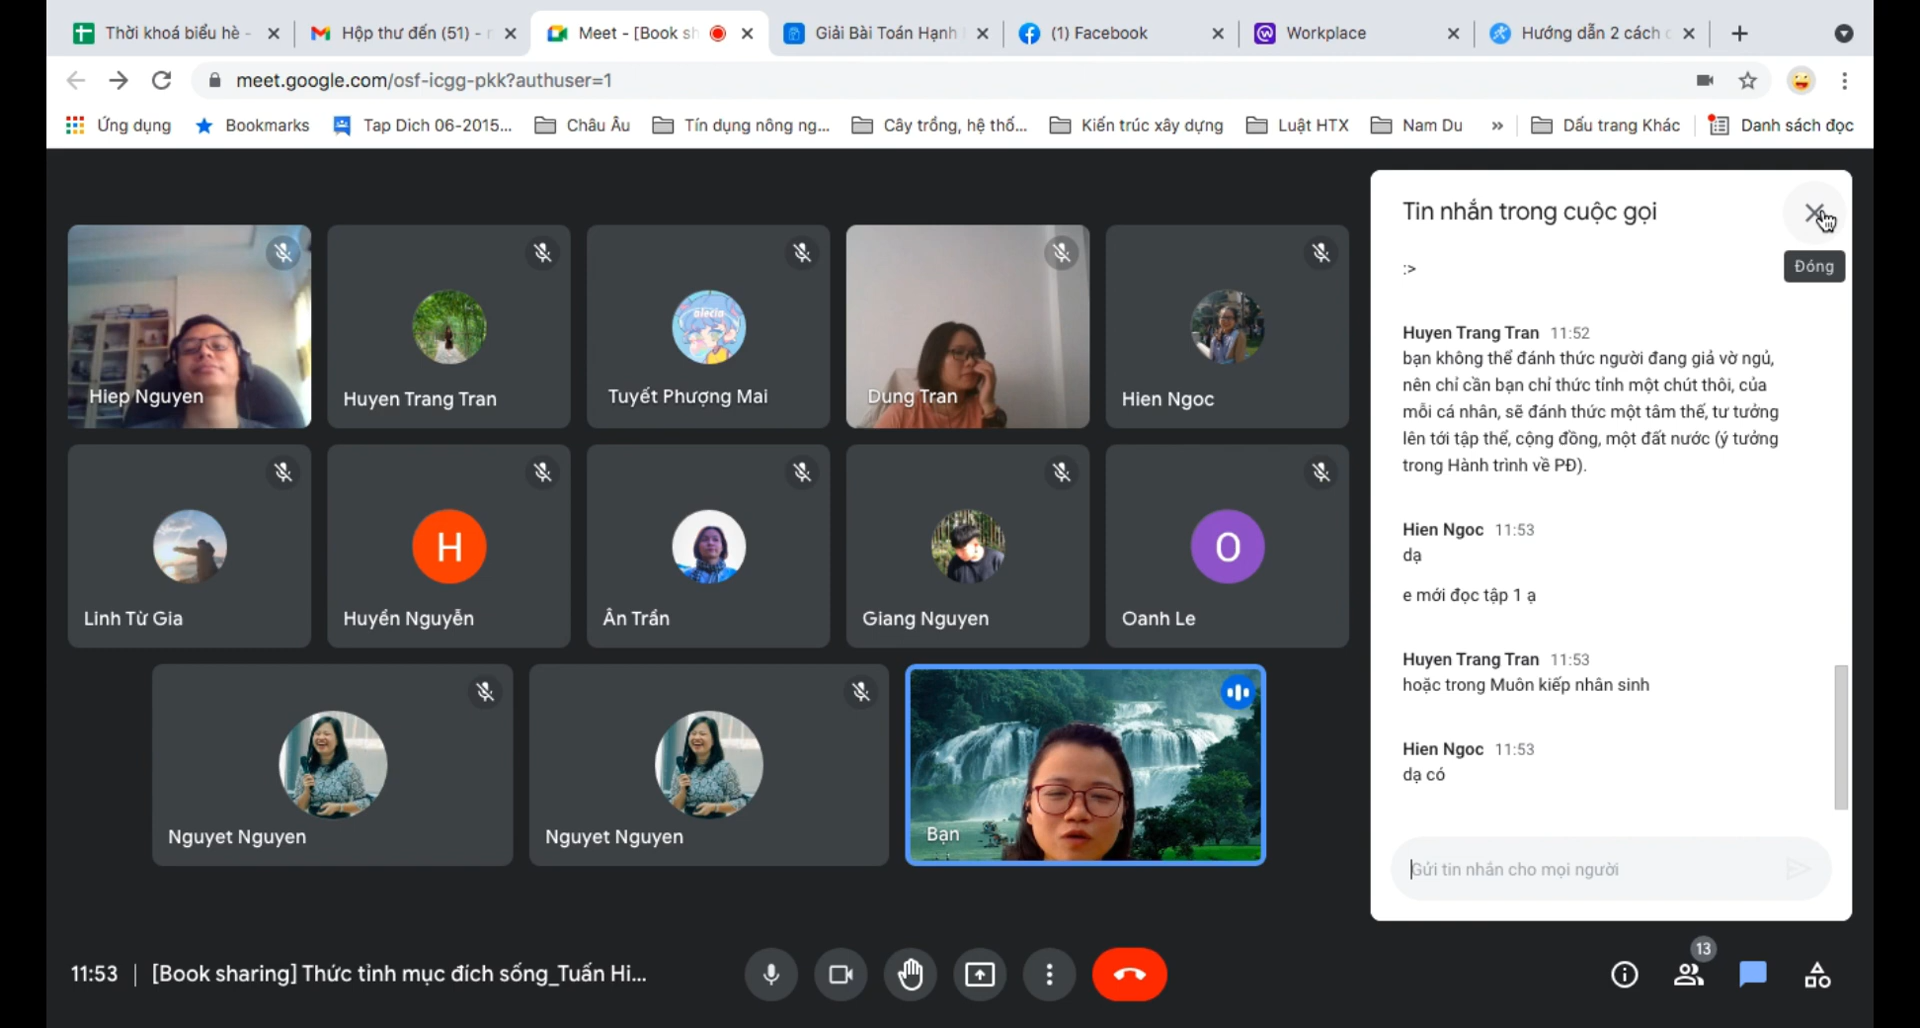 Thời khoá biểu hè -
Hộp thư đến (51) -
Meet - [Book sh
Giải Bài Toán Hạnh
(1) Facebook
Workplace
Hướng dẫn 2 cách
meet.google.com/osf-icgg-pkk?authuser=1
Ứng dụng
Bookmarks
Tap Dich 06-2015...
Châu Âu
Tín dụng nông ng...
Cây trồng, hệ thố...
Kiến trúc xây dựng
Luật HTX
Nam Du
»
Dấu trang Khác
Danh sách đọc
Hiep Nguyen
Huyen Trang Tran
alecia
Tuyết Phượng Mai
Dung Tran
Hien Ngoc
Linh Từ Gia
H
Huyền Nguyễn
Ân Trần
Giang Nguyen
O
Oanh Le
Nguyet Nguyen
Nguyet Nguyen
Bạn
Tin nhắn trong cuộc gọi
Đóng
:>
Huyen Trang Tran 11:52
bạn không thể đánh thức người đang giả vờ ngủ,
nên chỉ cần bạn chỉ thức tỉnh một chút thôi, của
mỗi cá nhân, sẽ đánh thức một tâm thế, tư tưởng
lên tới tập thể, cộng đồng, một đất nước (ý tưởng
trong Hành trình về PĐ).
Hien Ngoc 11:53
dạ
e mới đọc tập 1 ạ
Huyen Trang Tran 11:53
hoặc trong Muôn kiếp nhân sinh
Hien Ngoc 11:53
dạ có
Gửi tin nhắn cho mọi người
11:53 | [Book sharing] Thức tỉnh mục đích sống_Tuấn Hi...
13